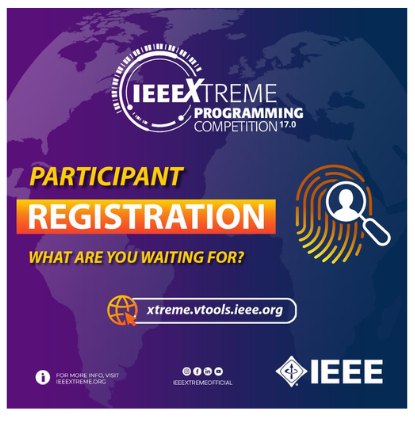 IEEEXTREME
PROGRAMMING
COMPETITION 17.0
PARTICIPANT
REGISTRATION
WHAT ARE YOU WAITING FOR?
xtreme.vtools.ieee.org
FOR MORE INFO, VISIT
IEEEXTREME.ORG
IEEEXTREMEOFFICIAL
IEEE